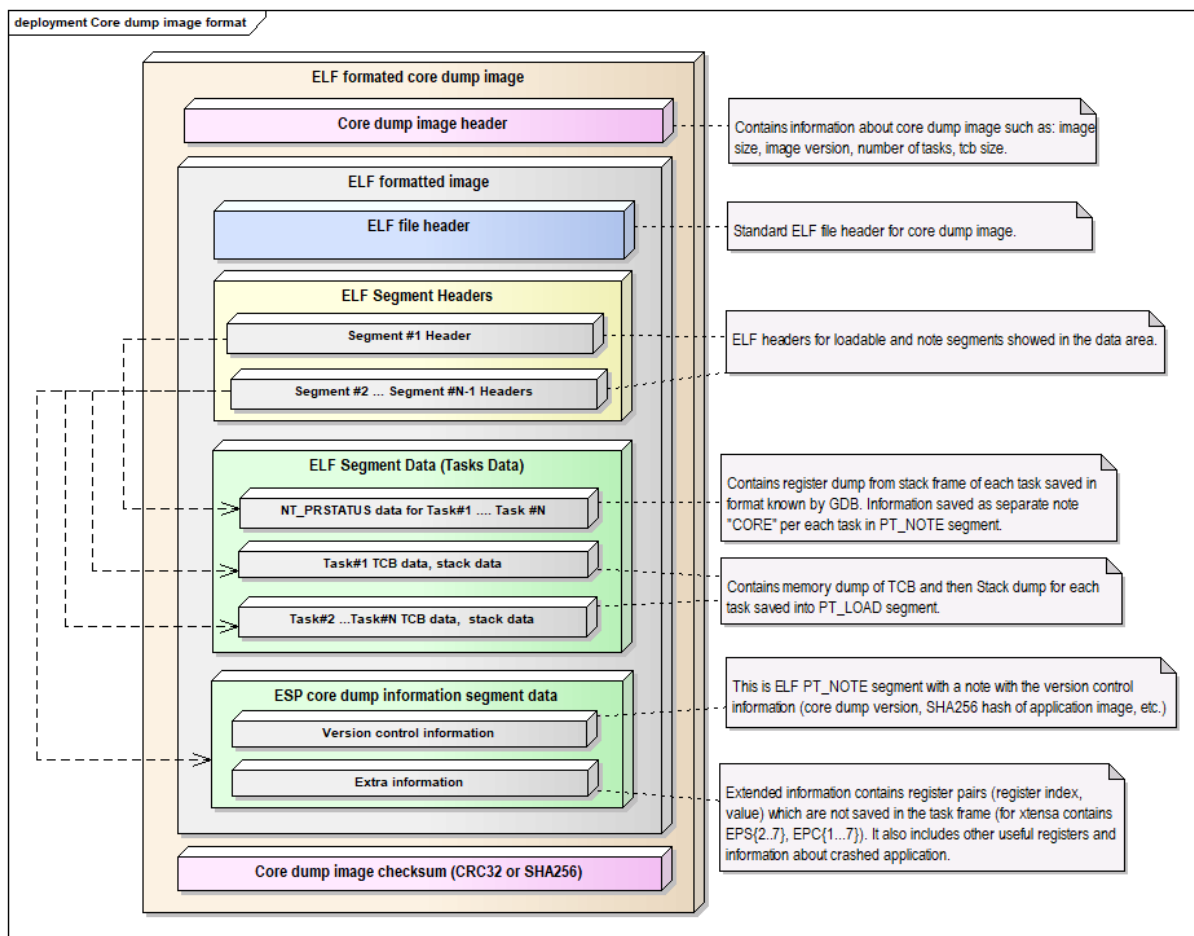 deployment Core dump image format
ELF formated core dump image
Core dump image header
Contains information about core dump image such as: image
size, image version, number of tasks, tcb size.
ELF formatted image
ELF file header
Standard ELF file header for core dump image.
ELF Segment Headers
Segment #1 Header
ELF headers for loadable and note segments showed in the data area.
Segment #2 ... Segment #N-1 Headers
ELF Segment Data (Tasks Data)
NT_PRSTATUS data for Task#1 .... Task #N
Contains register dump from stack frame of each task saved in
format known by GDB. Information saved as separate note
"CORE" per each task in PT_NOTE segment.
Task#1 TCB data, stack data
Contains memory dump of TCB and then Stack dump for each
task saved into PT_LOAD segment.
Task#2 ...Task#N TCB data, stack data
ESP core dump information segment data
Version control information
This is ELF PT_NOTE segment with a note with the version control
information (core dump version, SHA256 hash of application image, etc.)
Extra information
Extended information contains register pairs (register index,
value) which are not saved in the task frame (for xtensa contains
EPS{2..7}, EPC{1...7}). It also includes other useful registers and
information about crashed application.
Core dump image checksum (CRC32 or SHA256)